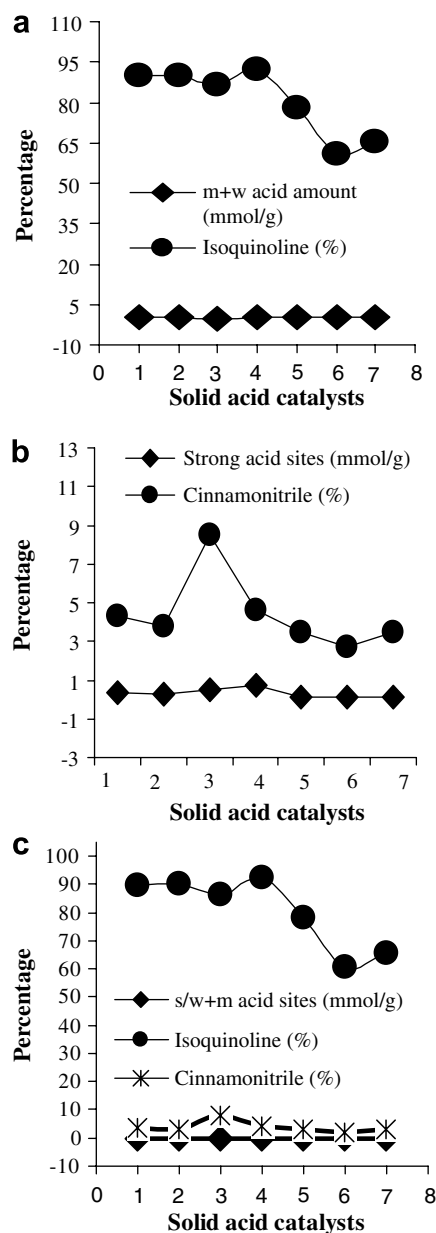 a
110
95
80
65
50
35
20
5
-10
Percentage
m+w acid amount
(mmol/g)
Isoquinoline (%)
0 1 2 3 4 5 6 7 8
Solid acid catalysts
b
13
11
9
7
5
3
1
-1
-3
Percentage
Strong acid sites (mmol/g)
Cinnamonitrile (%)
1 2 3 4 5 6 7
Solid acid catalysts
c
100
90
80
70
60
50
40
30
20
10
0
-10
Percentage
s/w+m acid sites (mmol/g)
Isoquinoline (%)
Cinnamonitrile (%)
0 1 2 3 4 5 6 7 8
Solid acid catalysts